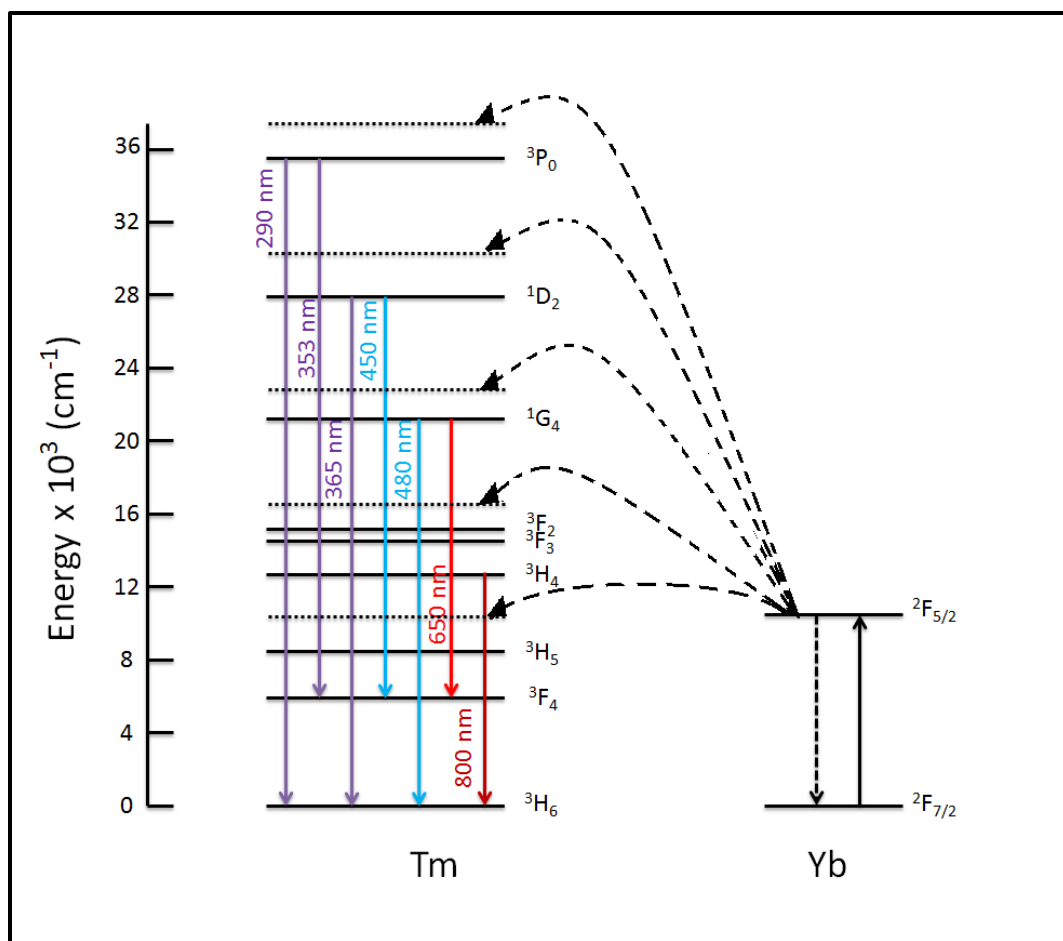 Energy x 10³ (cm⁻¹)
36
32
28
24
20
16
12
8
4
0
290 nm
353 nm
365 nm
450 nm
480 nm
650 nm
800 nm
³P₀
¹D₂
¹G₄
³F₂
³F₃
³H₄
³H₅
³F₄
³H₆
²F₅/₂
²F₇/₂
Tm
Yb